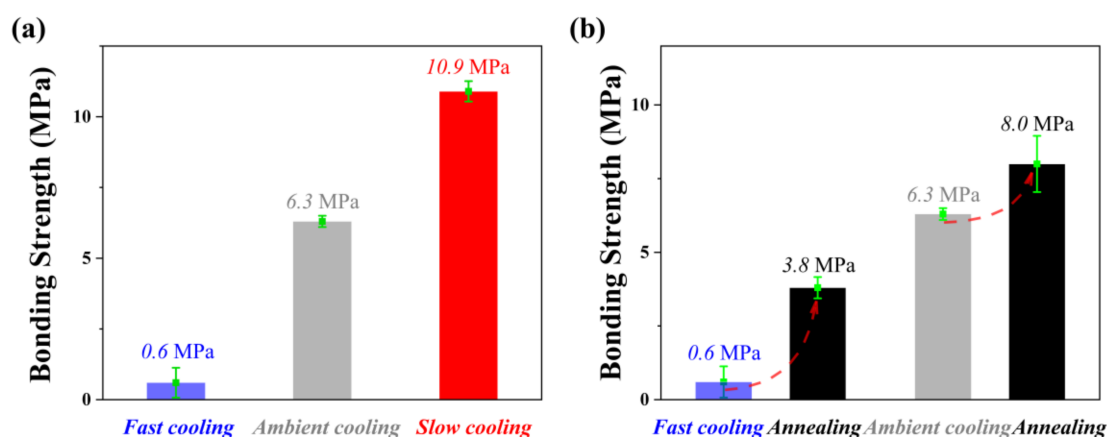 (a)
Bonding Strength (MPa)
10
5
0
0.6 MPa
6.3 MPa
10.9 MPa
Fast cooling
Ambient cooling
Slow cooling
(b)
Bonding Strength (MPa)
10
5
0
0.6 MPa
3.8 MPa
6.3 MPa
8.0 MPa
Fast cooling
Annealing
Ambient cooling
Annealing